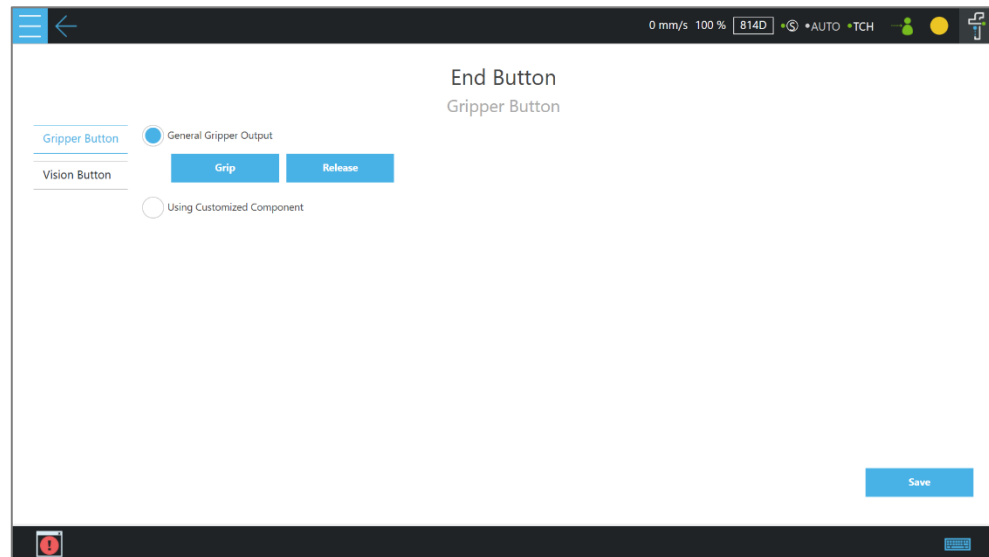 0 mm/s 100 % 814D •Ⓢ •AUTO •TCH
End Button
Gripper Button
Gripper Button
General Gripper Output
Vision Button
Grip Release
Using Customized Component
Save